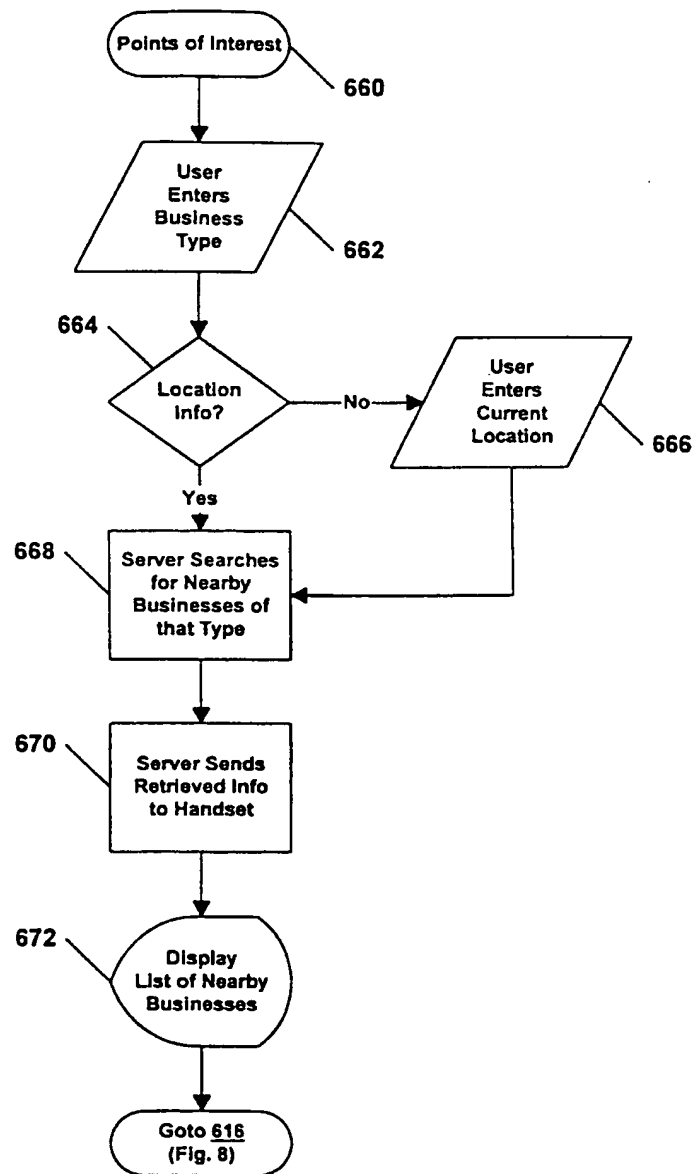 Points of Interest
660
User
Enters
Business
Type
662
664
Location
Info?
No
User
Enters
Current
Location
666
Yes
668
Server Searches
for Nearby
Businesses of
that Type
670
Server Sends
Retrieved Info
to Handset
672
Display
List of Nearby
Businesses
Goto 616
(Fig. 8)